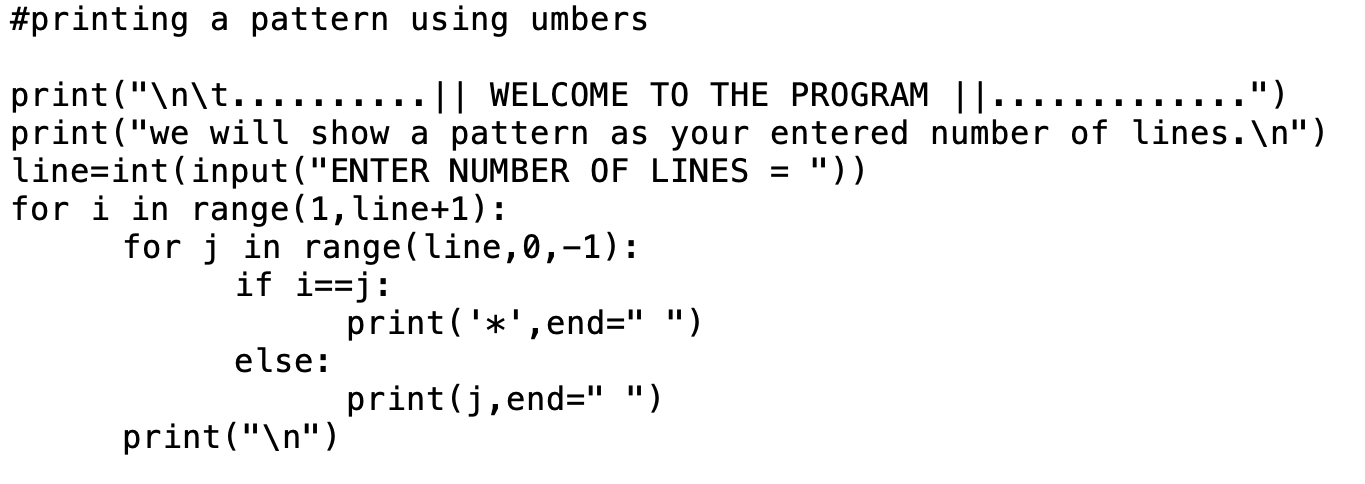 #printing a pattern using umbers
print("\n\t..........|| WELCOME TO THE PROGRAM ||.............")
print("we will show a pattern as your entered number of lines.\n")
line=int(input("ENTER NUMBER OF LINES = "))
for i in range(1,line+1):
      for j in range(line,0,-1):
            if i==j:
                  print('*',end=" ")
            else:
                  print(j,end=" ")
      print("\n")